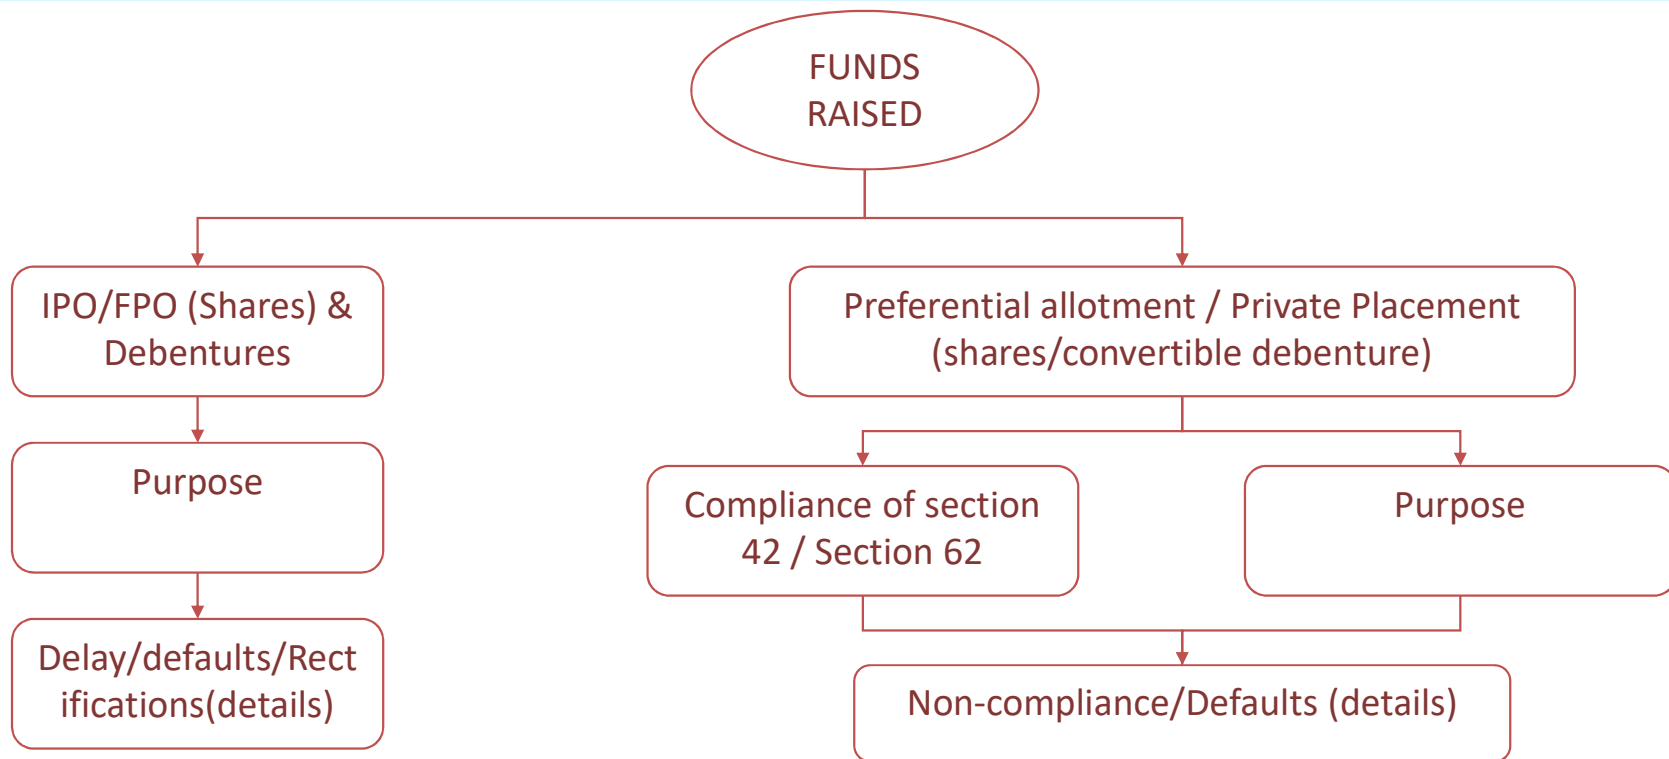 FUNDS
RAISED
IPO/FPO (Shares) &
Debentures
Preferential allotment / Private Placement
(shares/convertible debenture)
Purpose
Compliance of section
42 / Section 62
Purpose
Delay/defaults/Rect
ifications(details)
Non-compliance/Defaults (details)